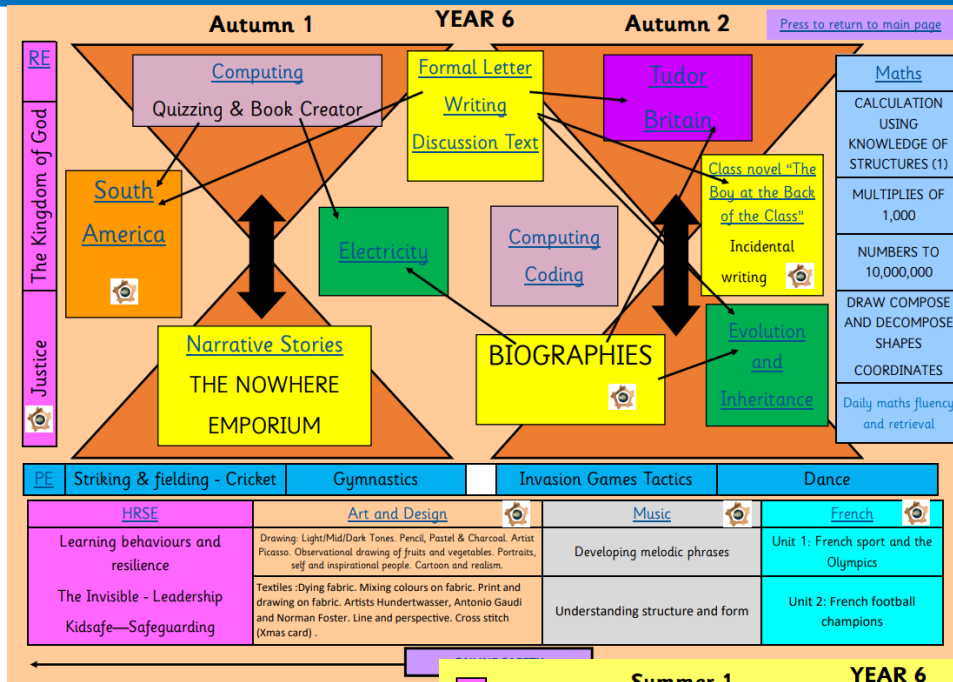 Autumn 1
YEAR 6
Autumn 2
Press to return to main page
RE
The Kingdom of God
Justice
Computing
Quizzing & Book Creator
Formal Letter
Writing
Discussion Text
Tudor
Britain
South
America
Electricity
Computing
Coding
Class novel "The
Boy at the Back
of the Class"
Incidental
writing
Narrative Stories
THE NOWHERE
EMPORIUM
BIOGRAPHIES
Evolution
and
Inheritance
Maths
CALCULATION
USING
KNOWLEDGE OF
STRUCTURES (1)
MULTIPLIES OF
1,000
NUMBERS TO
10,000,000
DRAW COMPOSE
AND DECOMPOSE
SHAPES
COORDINATES
Daily maths fluency
and retrieval
PE
Striking & fielding - Cricket
Gymnastics
Invasion Games Tactics
Dance
HRSE
Learning behaviours and
resilience
The Invisible - Leadership
Kidsafe—Safeguarding
Art and Design
Drawing: Light/Mid/Dark Tones. Pencil, Pastel & Charcoal. Artist
Picasso. Observational drawing of fruits and vegetables. Portraits,
self and inspirational people. Cartoon and realism.
Textiles :Dying fabric. Mixing colours on fabric. Print and
drawing on fabric. Artists Hundertwasser, Antonio Gaudi
and Norman Foster. Line and perspective. Cross stitch
(Xmas card) .
Music
Developing melodic phrases
Understanding structure and form
French
Unit 1: French sport and the
Olympics
Unit 2: French football
champions
Summer 1
YEAR 6